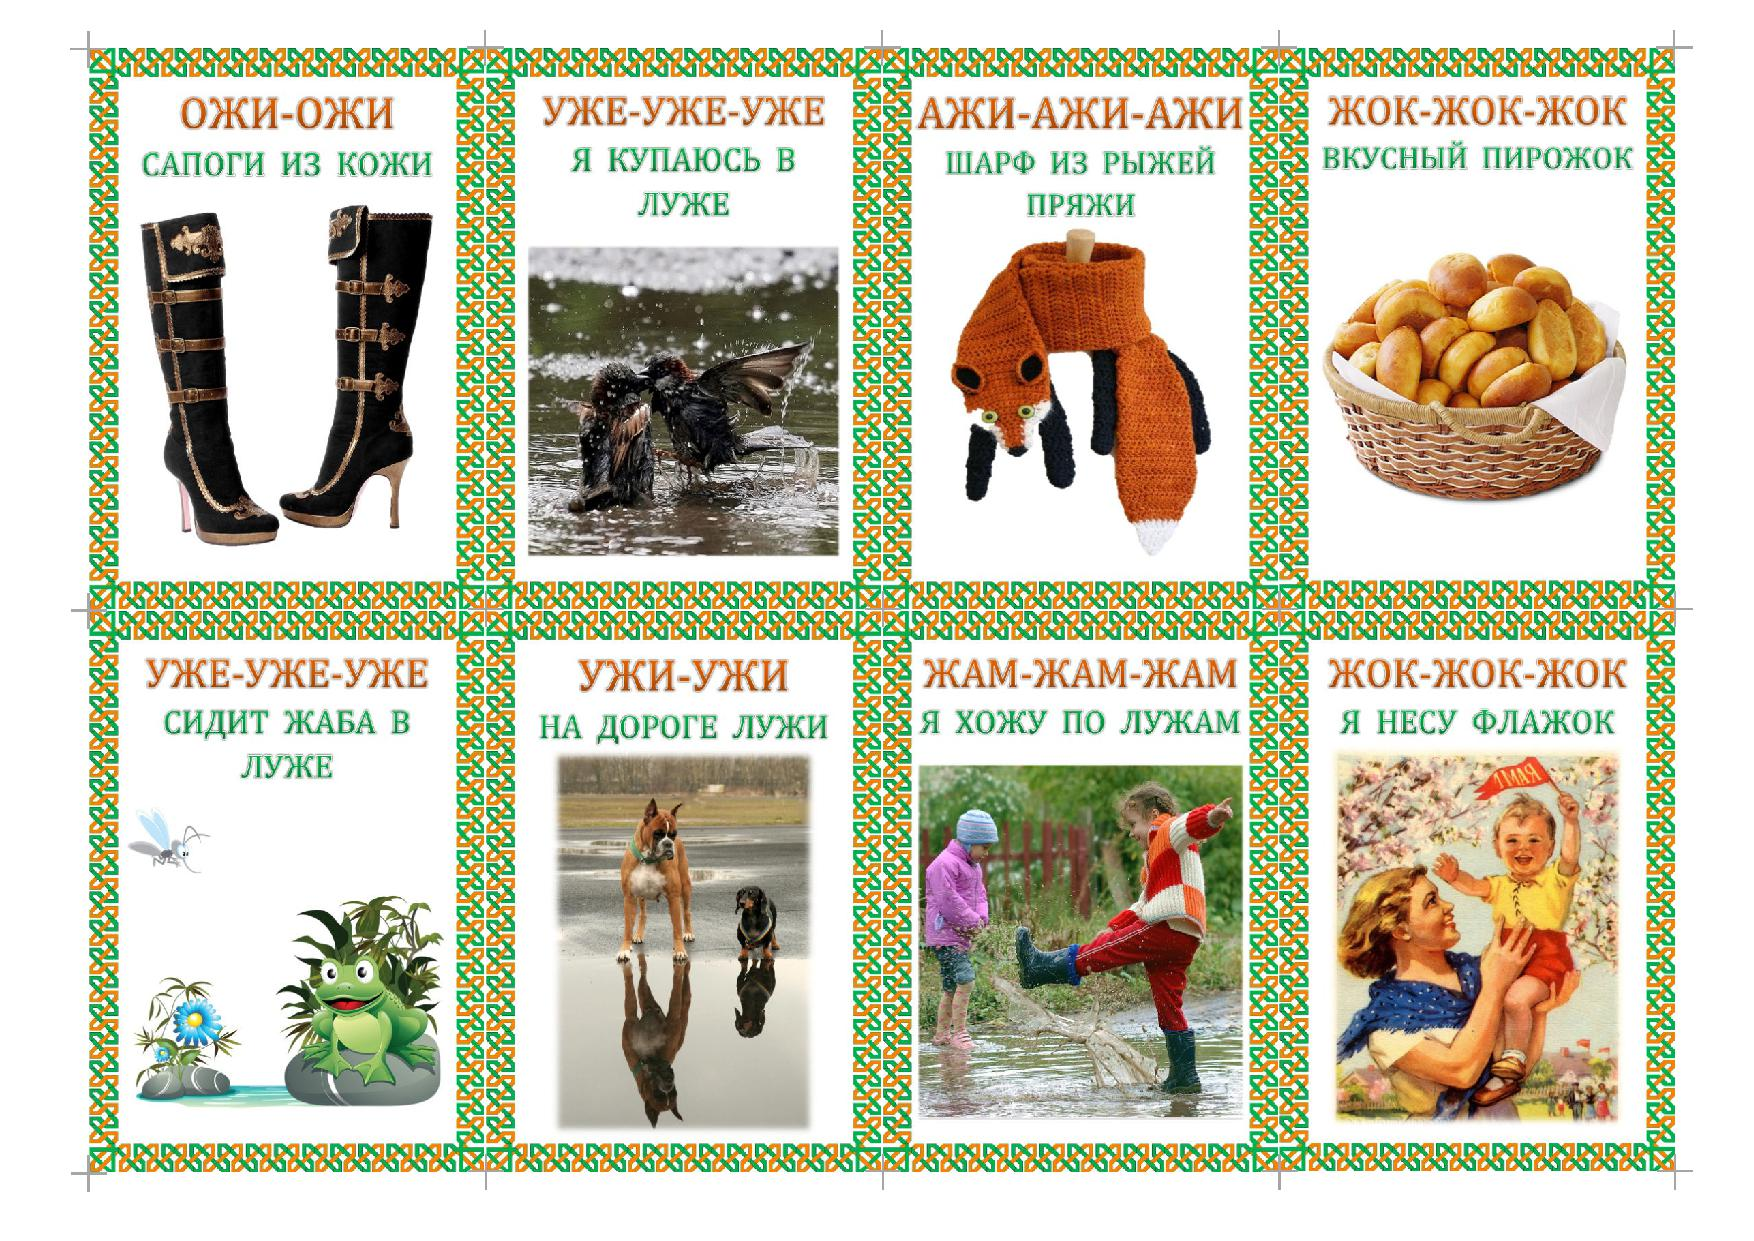 ОЖИ-ОЖИ
САПОГИ ИЗ КОЖИ
УЖЕ-УЖЕ-УЖЕ
Я КУПАЮСЬ В
ЛУЖЕ
АЖИ-АЖИ-АЖИ
ШАРФ ИЗ РЫЖЕЙ
ПРЯЖИ
ЖОК-ЖОК-ЖОК
ВКУСНЫЙ ПИРОЖОК
УЖЕ-УЖЕ-УЖЕ
СИДИТ ЖАБА В
ЛУЖЕ
УЖИ-УЖИ
НА ДОРОГЕ ЛУЖИ
ЖАМ-ЖАМ-ЖАМ
Я ХОЖУ ПО ЛУЖАМ
ЖОК-ЖОК-ЖОК
Я НЕСУ ФЛАЖОК
1 МАЯ